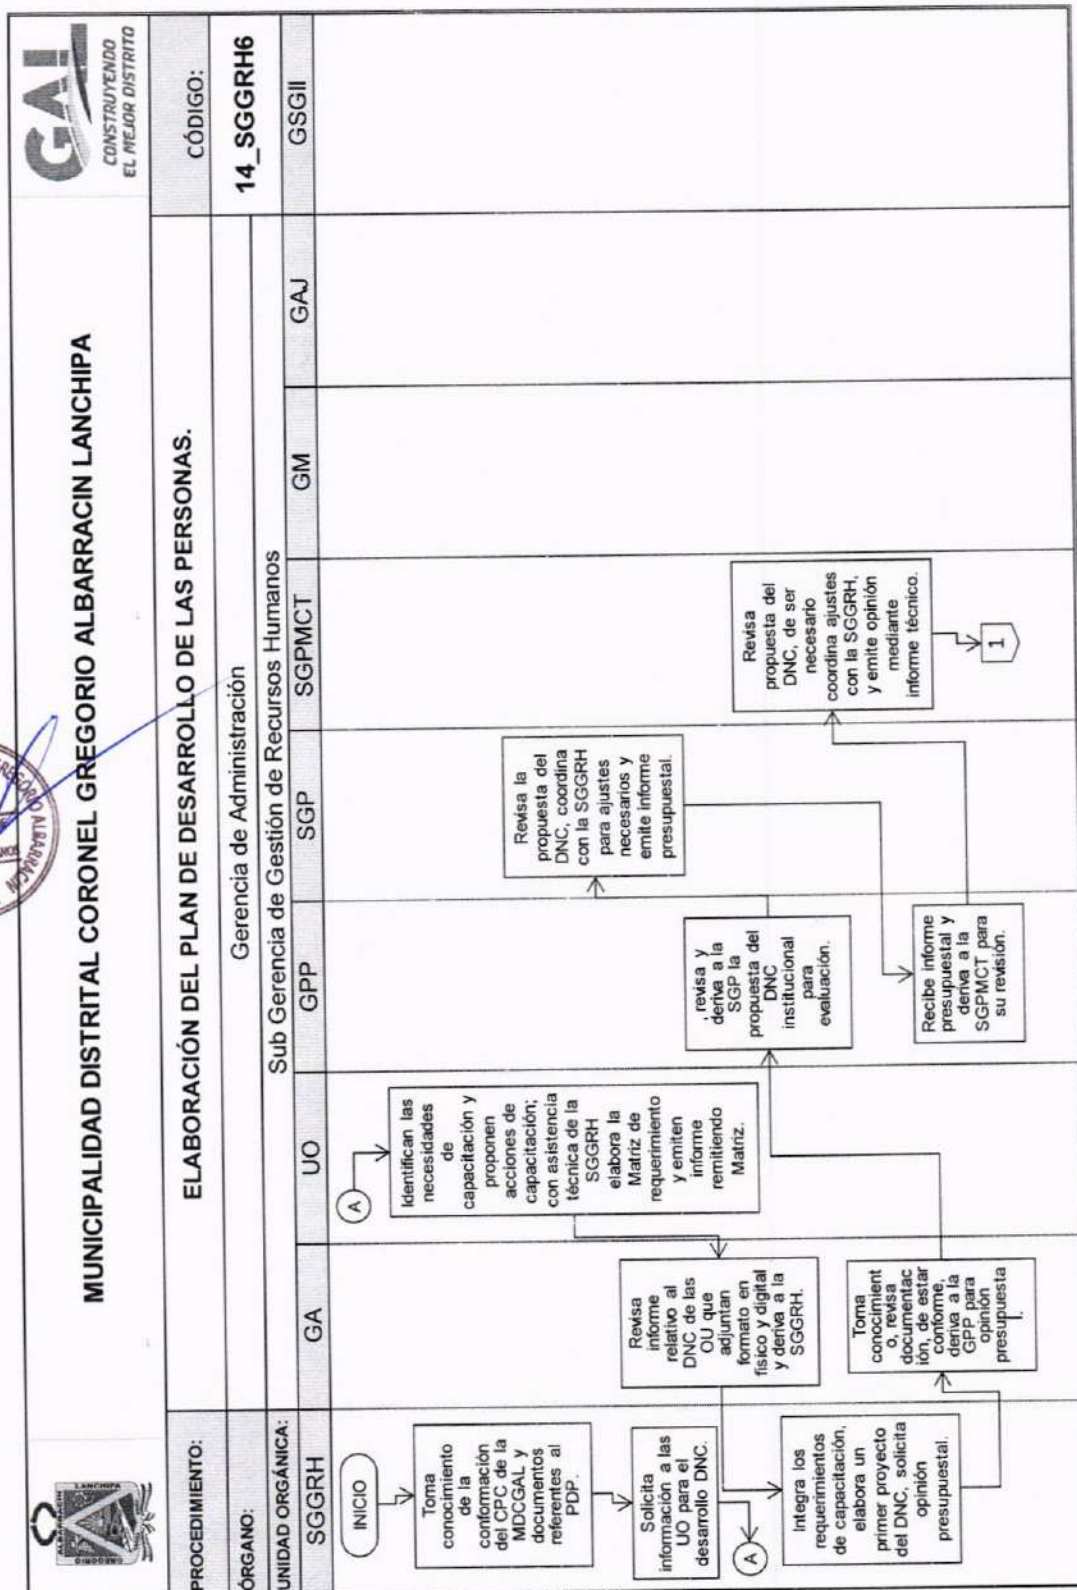 MUNICIPALIDAD DISTRITAL CORONEL GREGORIO ALBARRACIN LANCHIPA
GREGORIO
ALBARRACIN
LANCHIPA
GAL
CONSTRUYENDO
EL MEJOR DISTRITO
GREGORIO ALBARRACIN
PROCEDIMIENTO:
ELABORACIÓN DEL PLAN DE DESARROLLO DE LAS PERSONAS.
CÓDIGO:
ÓRGANO:
Gerencia de Administración
14_SGGRH6
UNIDAD ORGÁNICA:
Sub Gerencia de Gestión de Recursos Humanos
SGGRH
GA
UO
GPP
SGP
SGPMCT
GM
GAJ
GSGII
INICIO
Toma
conocimiento
de la
conformación
del CPC de la
MDCGAL y
documentos
referentes al
PDP.
Solicita
información a las
UO para el
desarrollo DNC.
A
A
Identifican las
necesidades
de
capacitación y
proponen
acciones de
capacitación;
con asistencia
técnica de la
SGGRH
elabora la
Matriz de
requerimiento
y emiten
informe
remitiendo
Matriz.
Revisa
informe
relativo al
DNC de las
OU que
adjuntan
formato en
físico y digital
y deriva a la
SGGRH.
Integra los
requerimientos
de capacitación,
elabora un
primer proyecto
del DNC, solicita
opinión
presupuestal.
Toma
conocimient
o, revisa
documentac
ión, de estar
conforme,
deriva a la
GPP para
opinión
presupuesta
l.
, revisa y
deriva a la
SGP la
propuesta del
DNC
institucional
para
evaluación.
Revisa la
propuesta del
DNC, coordina
con la SGGRH
para ajustes
necesarios y
emite informe
presupuestal.
Recibe informe
presupuestal y
deriva a la
SGPMCT para
su revisión.
Revisa
propuesta del
DNC, de ser
necesario
coordina ajustes
con la SGGRH,
y emite opinión
mediante
informe técnico.
1